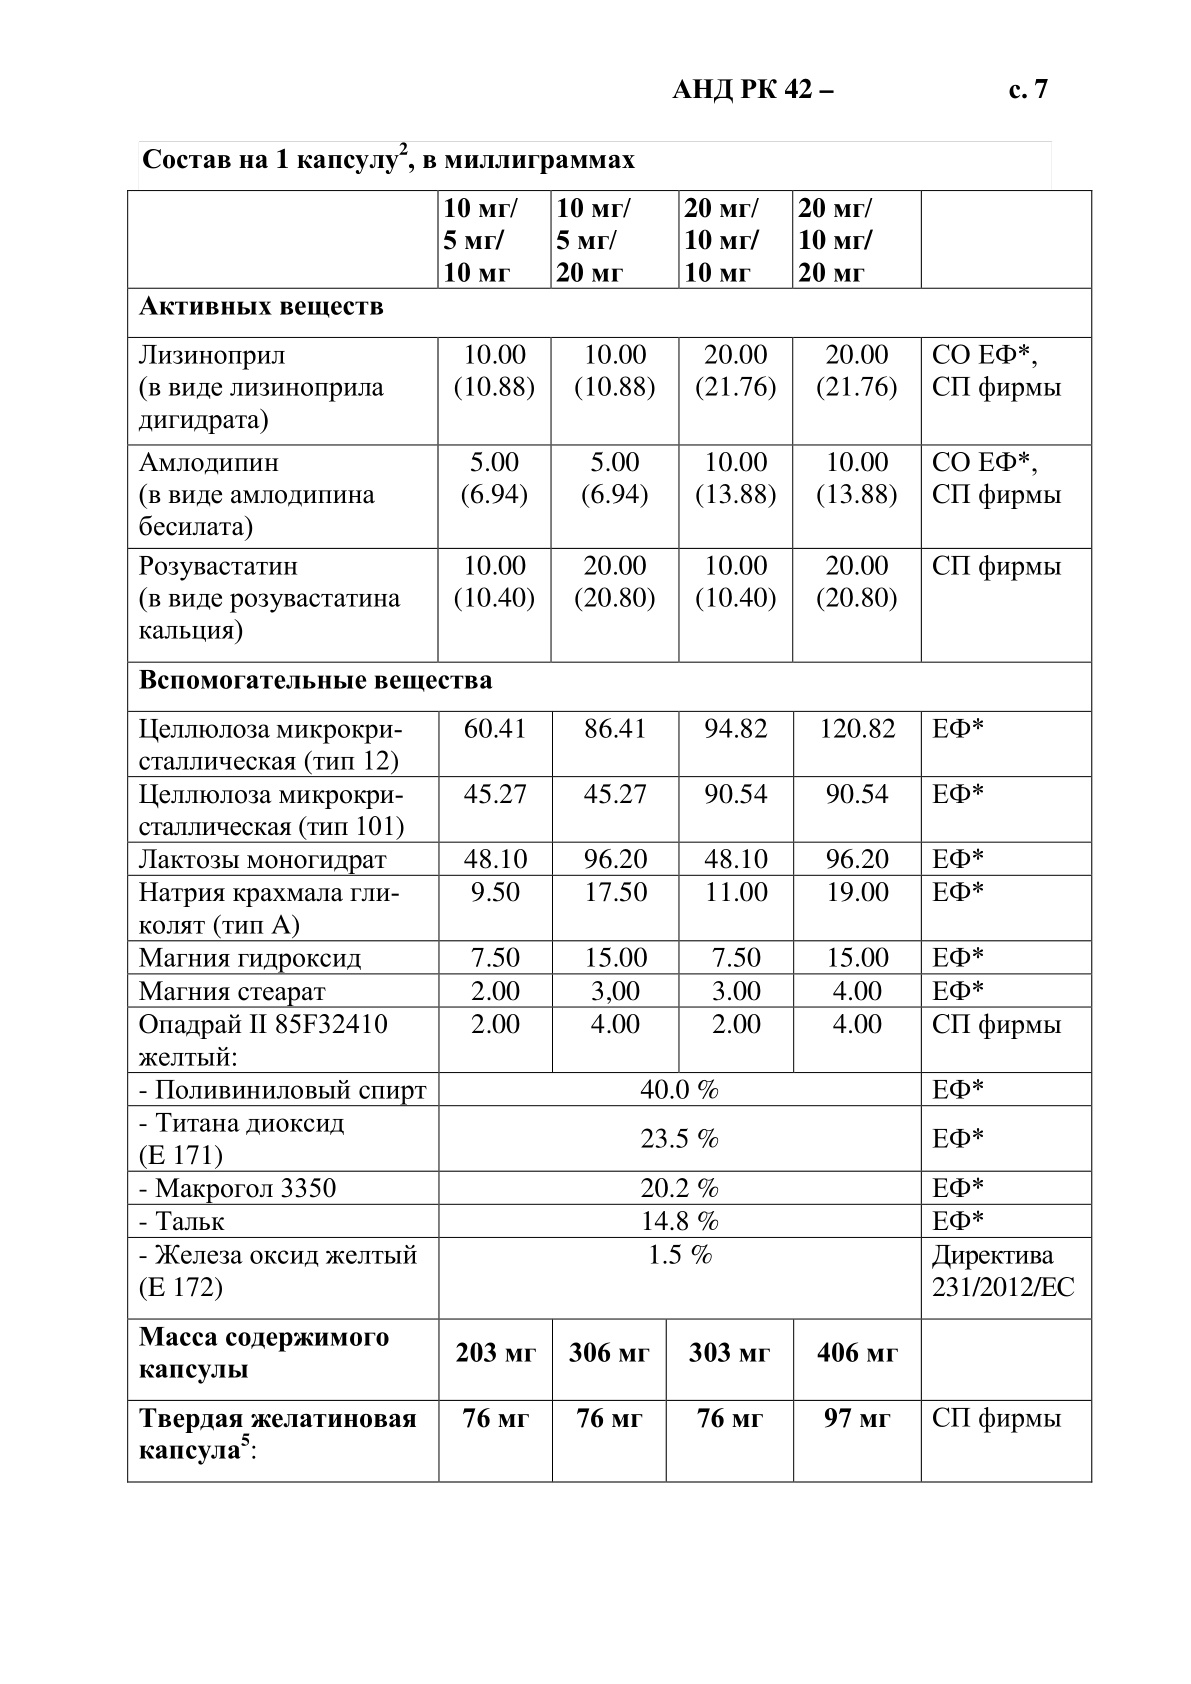 АНД РК 42 – с. 7
Состав на 1 капсулу2, в миллиграммах
10 мг/ 10 мг/ 20 мг/ 20 мг/
5 мг/ 5 мг/ 10 мг/ 10 мг/
10 мг 20 мг 10 мг 20 мг
Активных веществ
Лизиноприл 10.00 10.00 20.00 20.00 СО ЕФ*,
(в виде лизиноприла (10.88) (10.88) (21.76) (21.76) СП фирмы
дигидрата)
Амлодипин 5.00 5.00 10.00 10.00 СО ЕФ*,
(в виде амлодипина (6.94) (6.94) (13.88) (13.88) СП фирмы
бесилата)
Розувастатин 10.00 20.00 10.00 20.00 СП фирмы
(в виде розувастатина (10.40) (20.80) (10.40) (20.80)
кальция)
Вспомогательные вещества
Целлюлоза микрокри- 60.41 86.41 94.82 120.82 ЕФ*
сталлическая (тип 12)
Целлюлоза микрокри- 45.27 45.27 90.54 90.54 ЕФ*
сталлическая (тип 101)
Лактозы моногидрат 48.10 96.20 48.10 96.20 ЕФ*
Натрия крахмала гли- 9.50 17.50 11.00 19.00 ЕФ*
колят (тип А)
Магния гидроксид 7.50 15.00 7.50 15.00 ЕФ*
Магния стеарат 2.00 3,00 3.00 4.00 ЕФ*
Опадрай II 85F32410 2.00 4.00 2.00 4.00 СП фирмы
желтый:
- Поливиниловый спирт 40.0 % ЕФ*
- Титана диоксид 23.5 % ЕФ*
(Е 171)
- Макрогол 3350 20.2 % ЕФ*
- Тальк 14.8 % ЕФ*
- Железа оксид желтый 1.5 % Директива
(Е 172) 231/2012/ЕС
Масса содержимого 203 мг 306 мг 303 мг 406 мг
капсулы
Твердая желатиновая 76 мг 76 мг 76 мг 97 мг СП фирмы
капсула5: